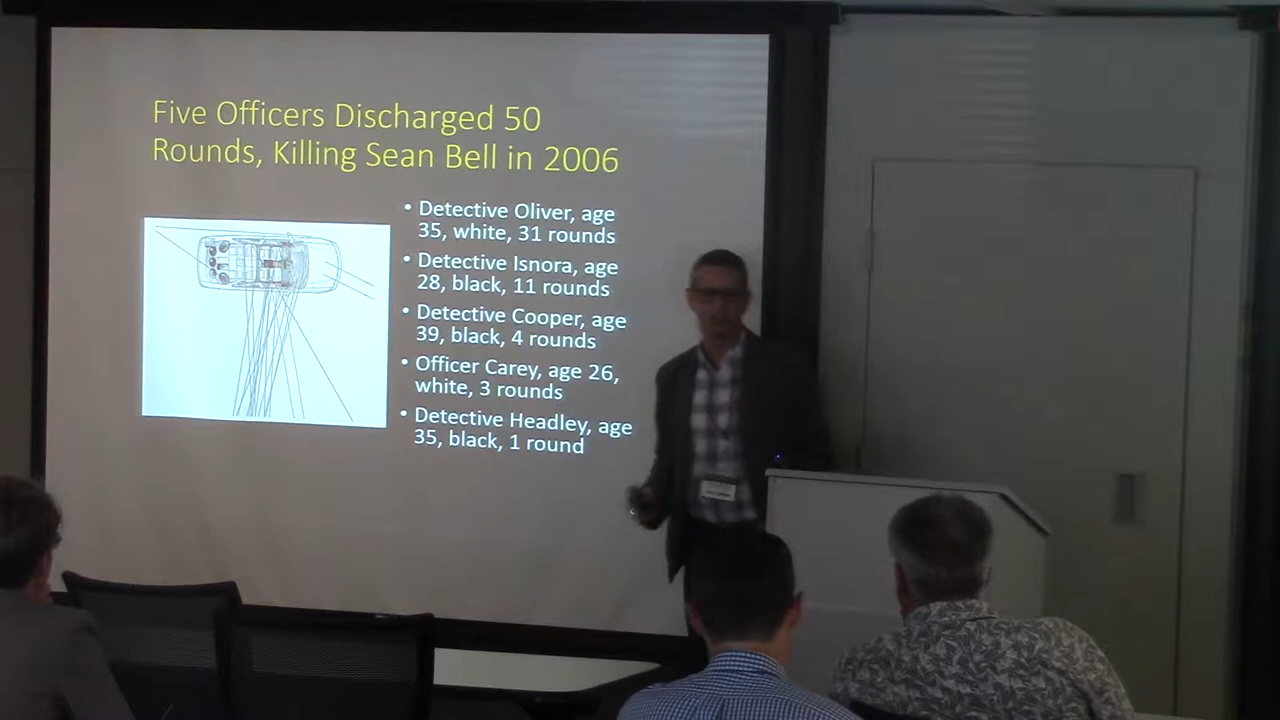 Five Officers Discharged 50
Rounds, Killing Sean Bell in 2006
• Detective Oliver, age
35, white, 31 rounds
• Detective Isnora, age
28, black, 11 rounds
• Detective Cooper, age
39, black, 4 rounds
• Officer Carey, age 26,
white, 3 rounds
• Detective Headley, age
35, black, 1 round